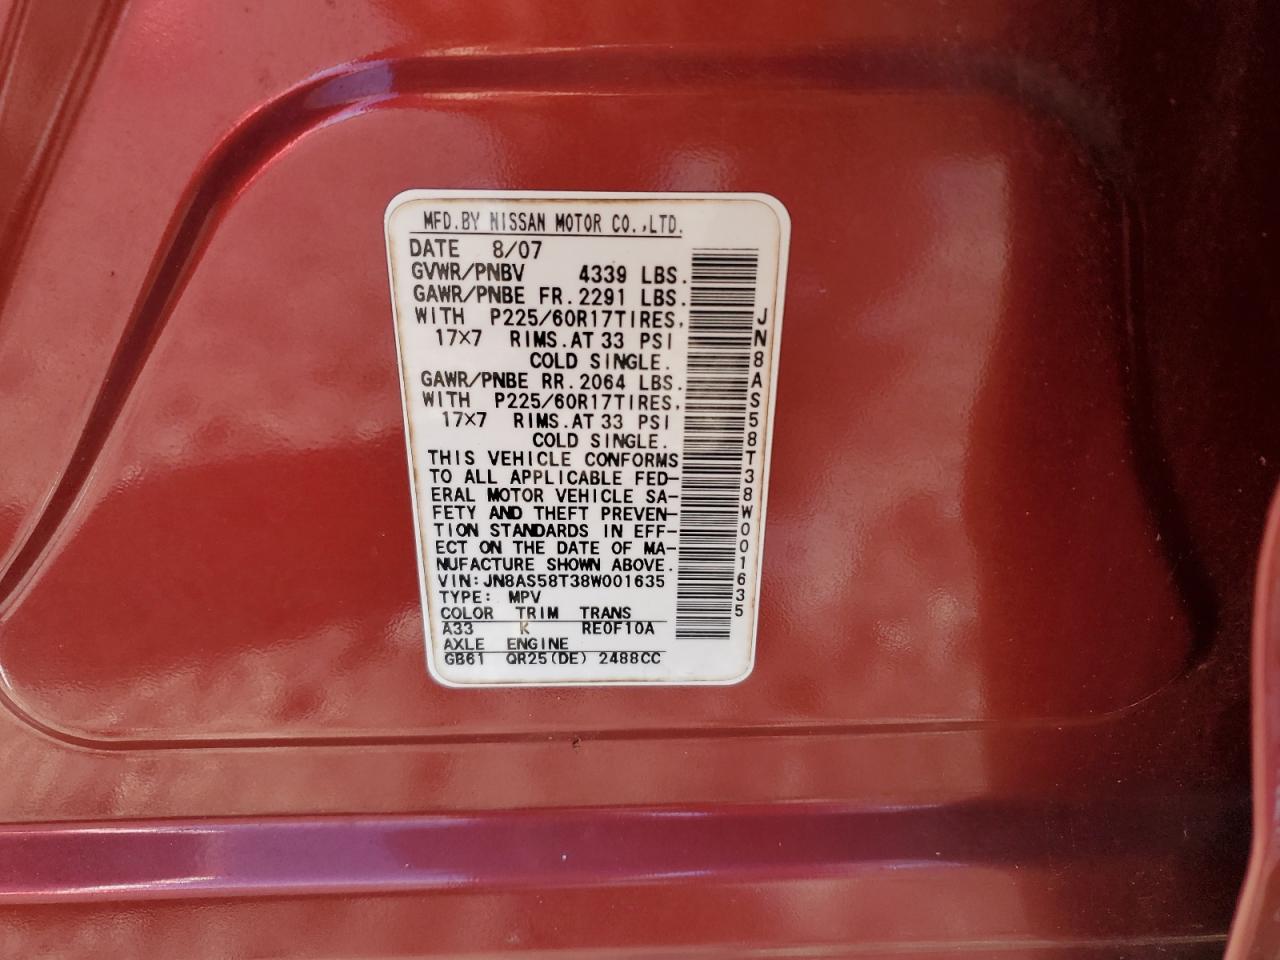 MFD.BY NISSAN MOTOR CO.,LTD.
DATE 8/07
GVWR/PNBV 4339 LBS.
GAWR/PNBE FR.2291 LBS.
WITH P225/60R17TIRES,
17×7 RIMS.AT 33 PSI
COLD SINGLE.
GAWR/PNBE RR.2064 LBS.
WITH P225/60R17TIRES,
17×7 RIMS.AT 33 PSI
COLD SINGLE.
THIS VEHICLE CONFORMS
TO ALL APPLICABLE FED-
ERAL MOTOR VEHICLE SA-
FETY AND THEFT PREVEN-
TION STANDARDS IN EFF-
ECT ON THE DATE OF MA-
NUFACTURE SHOWN ABOVE.
VIN:JN8AS58T38W001635
TYPE: MPV
COLOR TRIM TRANS
A33 K RE0F10A
AXLE ENGINE
GB61 QR25(DE) 2488CC
JN8AS58T38W001635